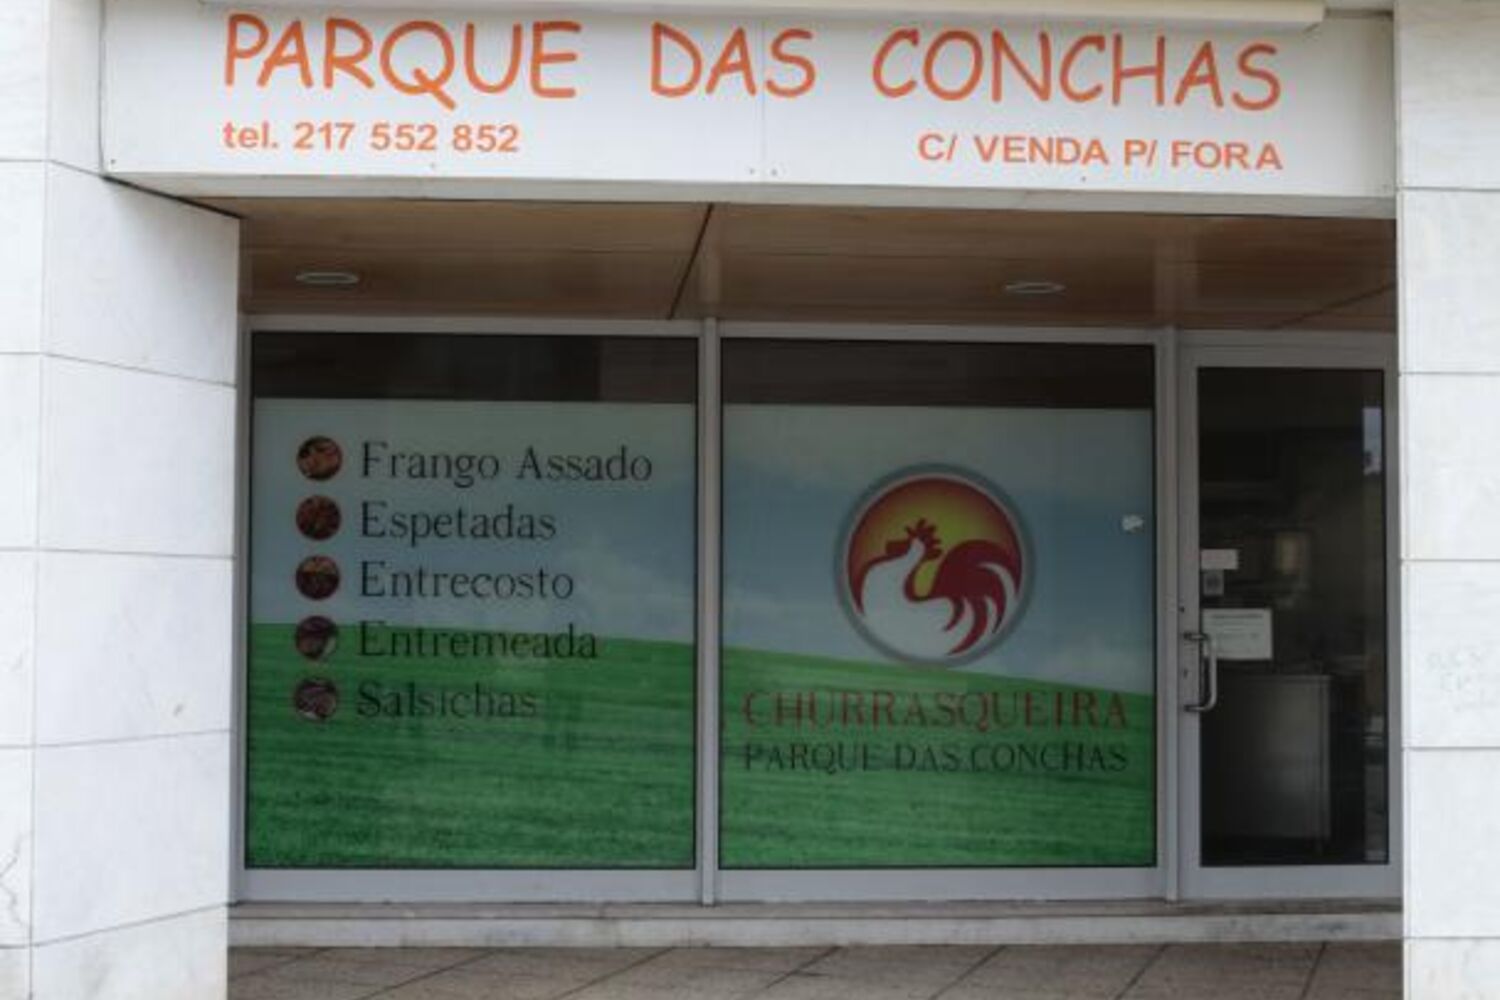 PARQUE DAS CONCHAS
tel. 217 552 852
C/ VENDA P/ FORA
Frango Assado
Espetadas
Entrecosto
Entremeada
Salsichas
CHURRASQUEIRA
PARQUE DAS CONCHAS